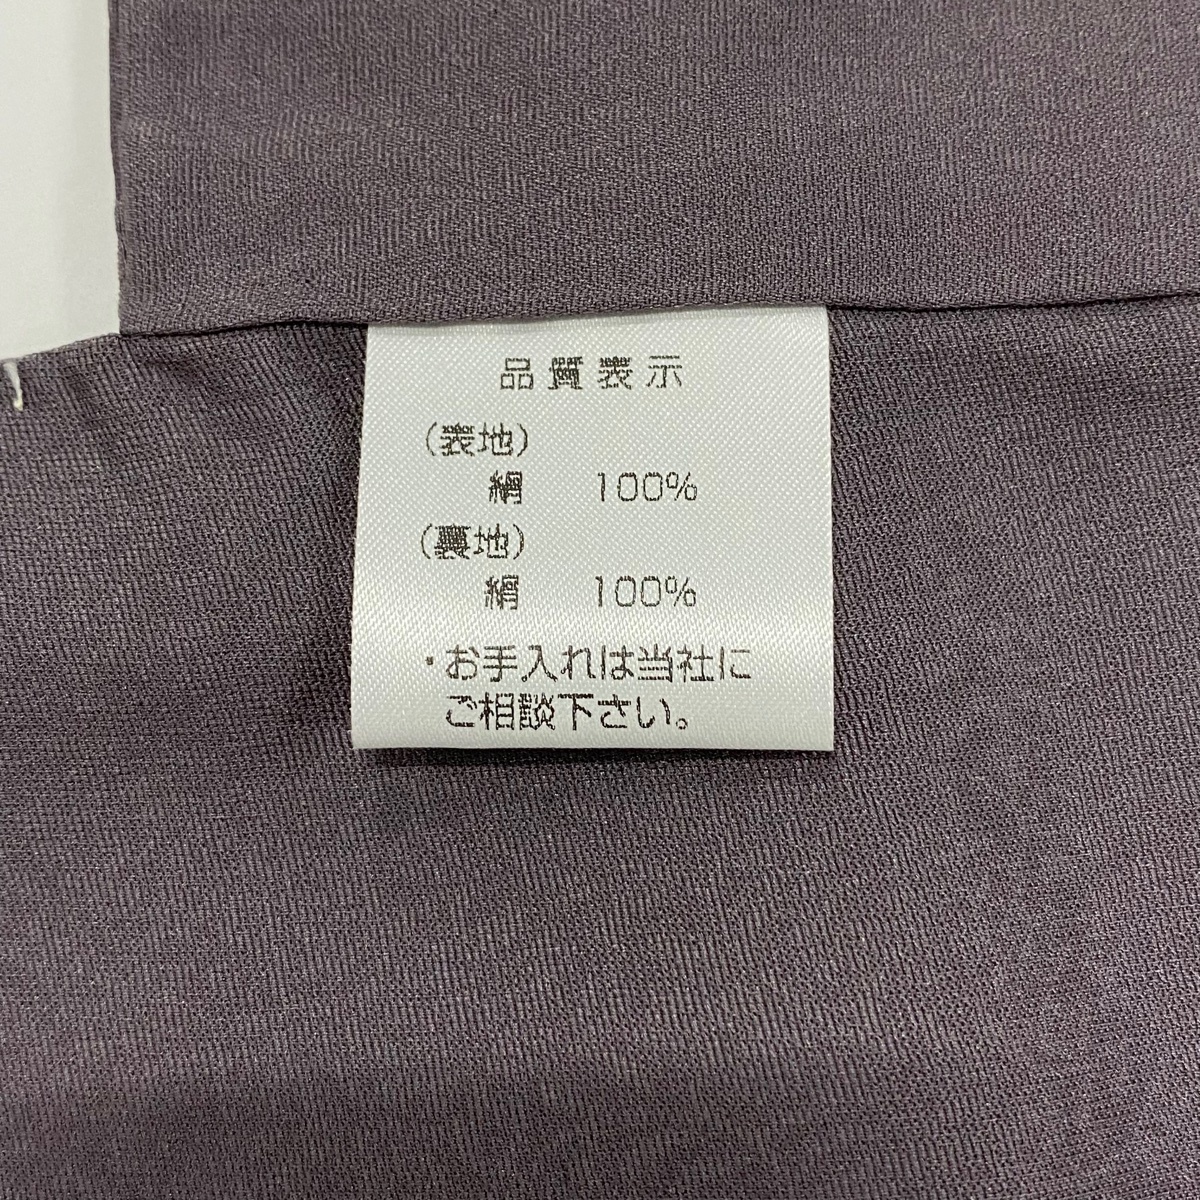 品質表示
(表地)
絹 100%
(裏地)
絹 100%
・お手入れは当社に
ご相談下さい。